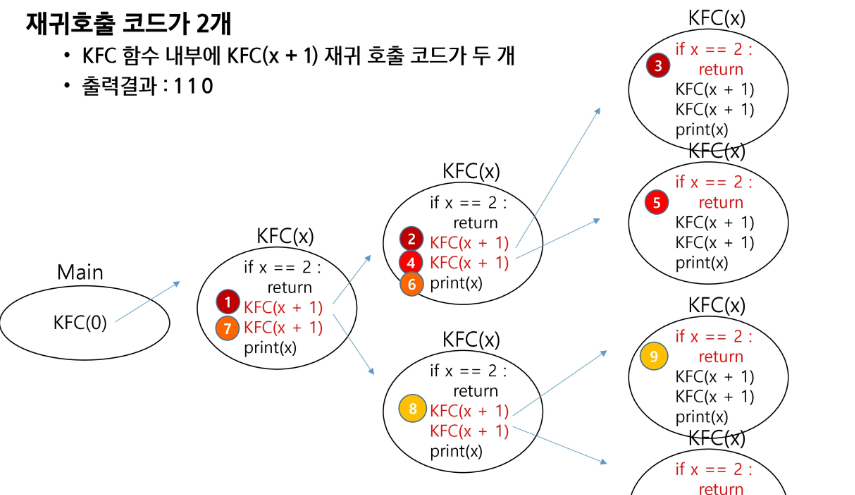 재귀호출 코드가 2개
• KFC 함수 내부에 KFC(x + 1) 재귀 호출 코드가 두 개
• 출력결과 : 1 1 0
Main
KFC(0)
KFC(x)
if x == 2 :
return
1 KFC(x + 1)
7 KFC(x + 1)
print(x)
KFC(x)
if x == 2 :
return
2 KFC(x + 1)
4 KFC(x + 1)
6 print(x)
KFC(x)
if x == 2 :
return
8 KFC(x + 1)
KFC(x + 1)
print(x)
KFC(x)
3 if x == 2 :
return
KFC(x + 1)
KFC(x + 1)
print(x)
KFC(x)
if x == 2 :
5 return
KFC(x + 1)
KFC(x + 1)
print(x)
KFC(x)
if x == 2 :
9 return
KFC(x + 1)
KFC(x + 1)
print(x)
KFC(x)
if x == 2 :
return